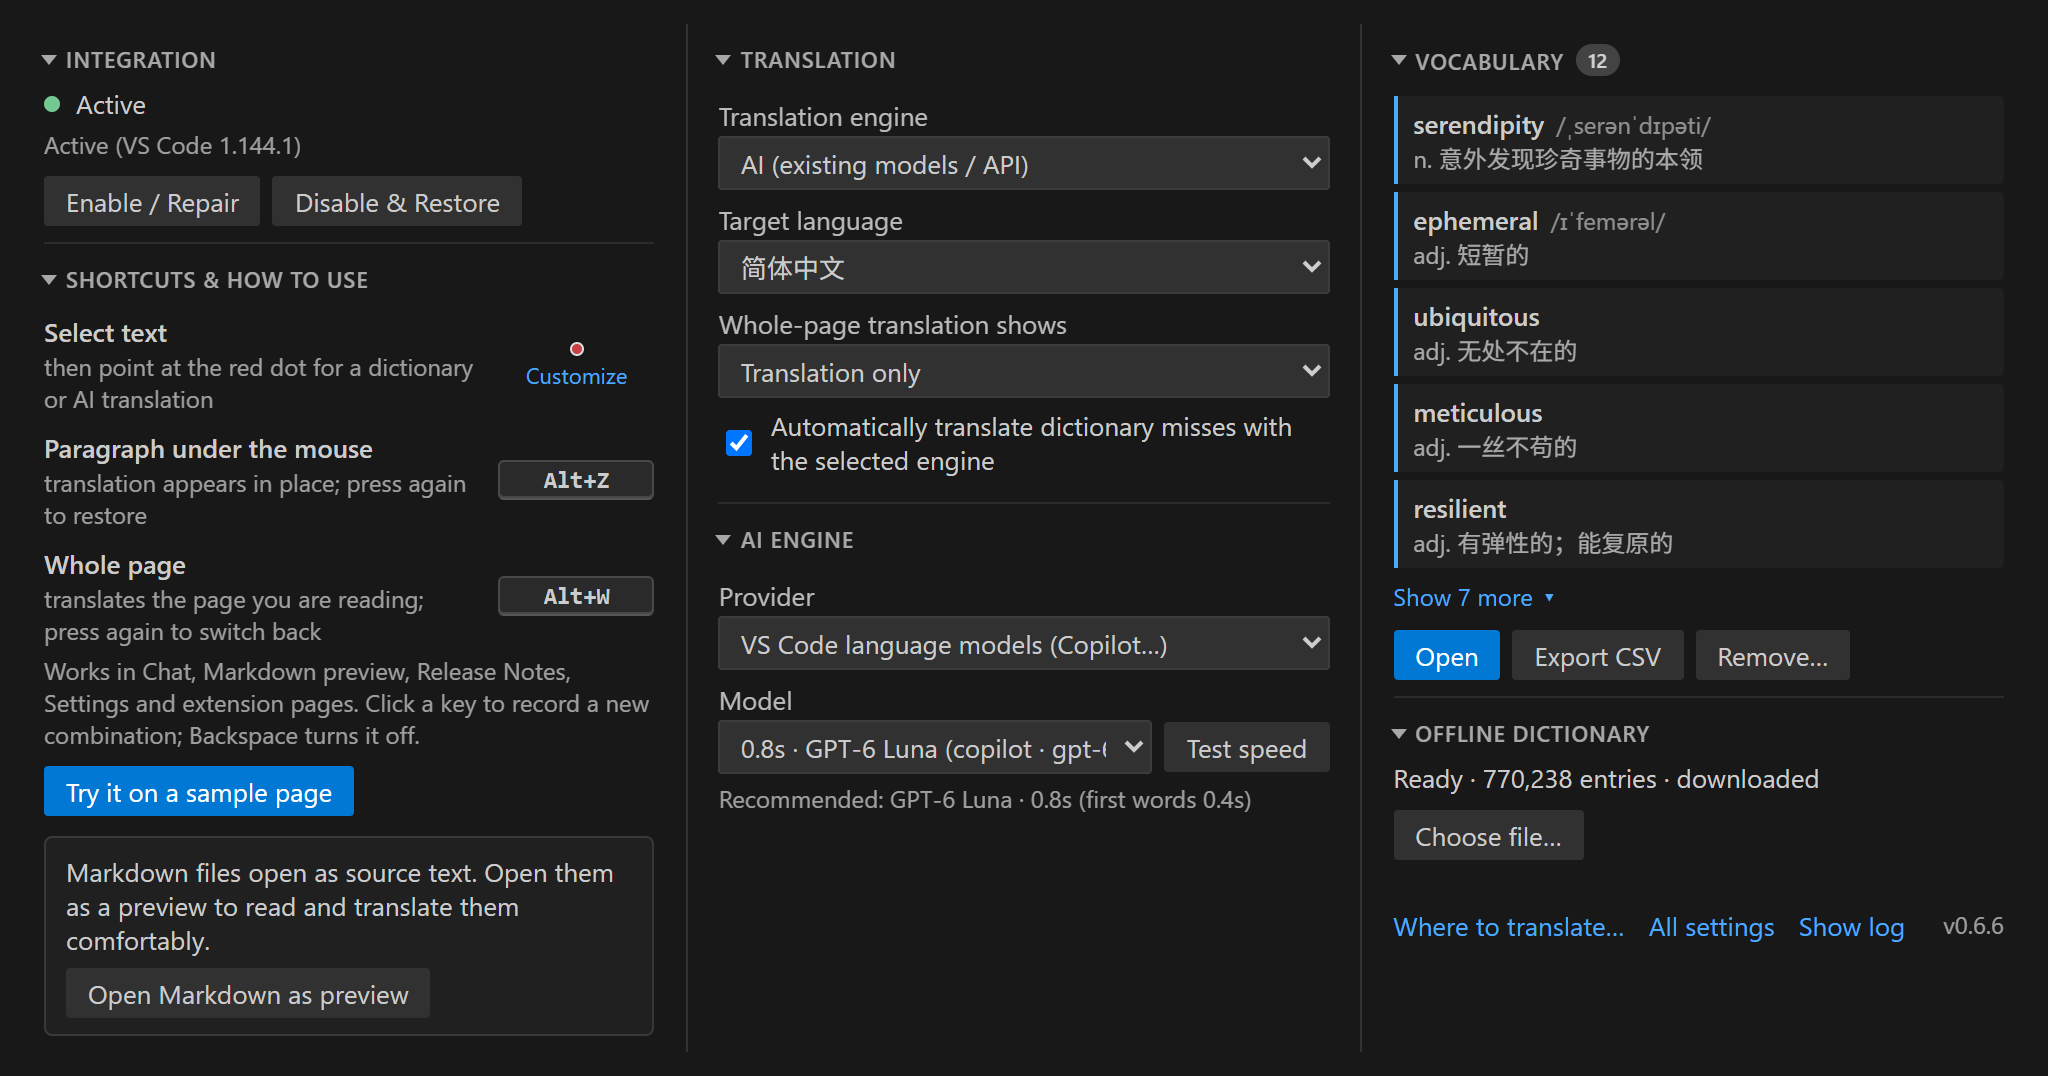 INTEGRATION
Active
Active (VS Code 1.144.1)
Enable / Repair
Disable & Restore
SHORTCUTS & HOW TO USE
Select text
then point at the red dot for a dictionary
or AI translation
Customize
Paragraph under the mouse
translation appears in place; press again
to restore
Alt+Z
Whole page
translates the page you are reading;
press again to switch back
Alt+W
Works in Chat, Markdown preview, Release Notes,
Settings and extension pages. Click a key to record a new
combination; Backspace turns it off.
Try it on a sample page
Markdown files open as source text. Open them
as a preview to read and translate them
comfortably.
Open Markdown as preview
TRANSLATION
Translation engine
AI (existing models / API)
Target language
简体中文
Whole-page translation shows
Translation only
Automatically translate dictionary misses with
the selected engine
AI ENGINE
Provider
VS Code language models (Copilot...)
Model
0.8s · GPT-6 Luna (copilot · gpt-6
Test speed
Recommended: GPT-6 Luna · 0.8s (first words 0.4s)
VOCABULARY 12
serendipity /ˌserənˈdɪpəti/
n. 意外发现珍奇事物的本领
ephemeral /ɪˈfemərəl/
adj. 短暂的
ubiquitous
adj. 无处不在的
meticulous
adj. 一丝不苟的
resilient
adj. 有弹性的；能复原的
Show 7 more
Open
Export CSV
Remove...
OFFLINE DICTIONARY
Ready · 770,238 entries · downloaded
Choose file...
Where to translate...
All settings
Show log
v0.6.6